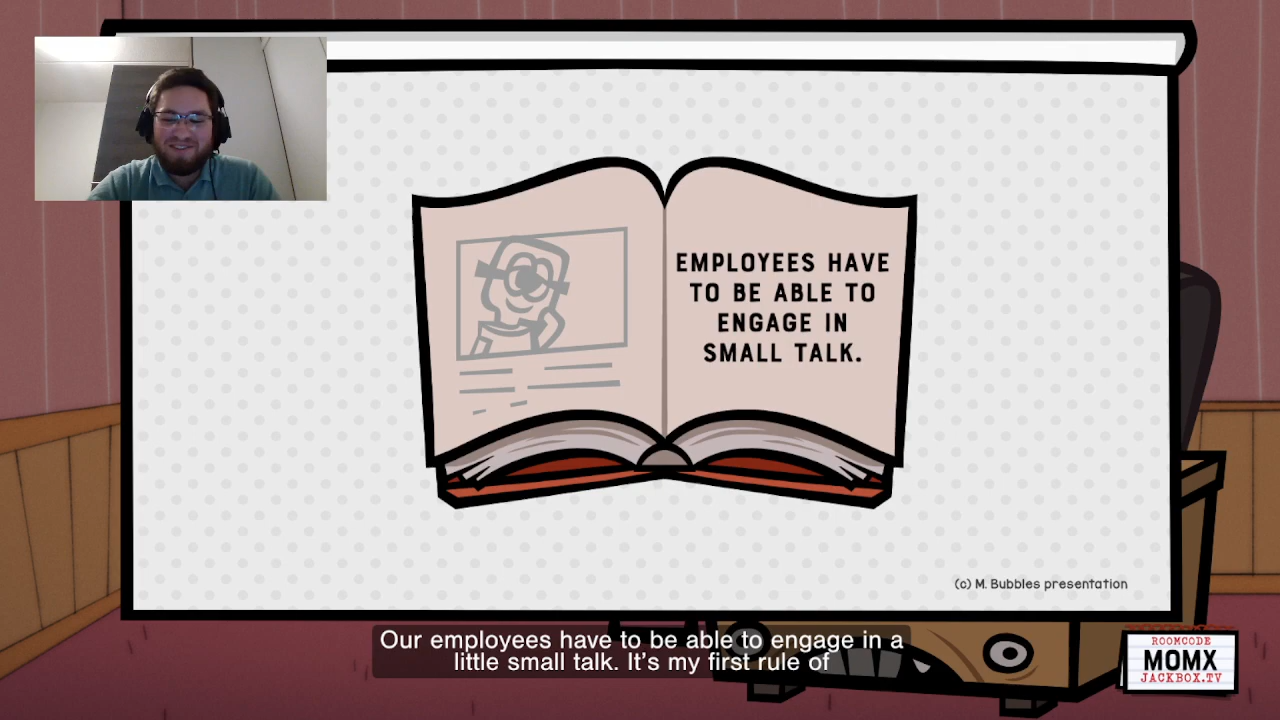 EMPLOYEES HAVE
TO BE ABLE TO
ENGAGE IN
SMALL TALK.
(c) M. Bubbles presentation
Our employees have to be able to engage in a
little small talk. It's my first rule of
ROOMCODE
MOMX
JACKBOX.TV